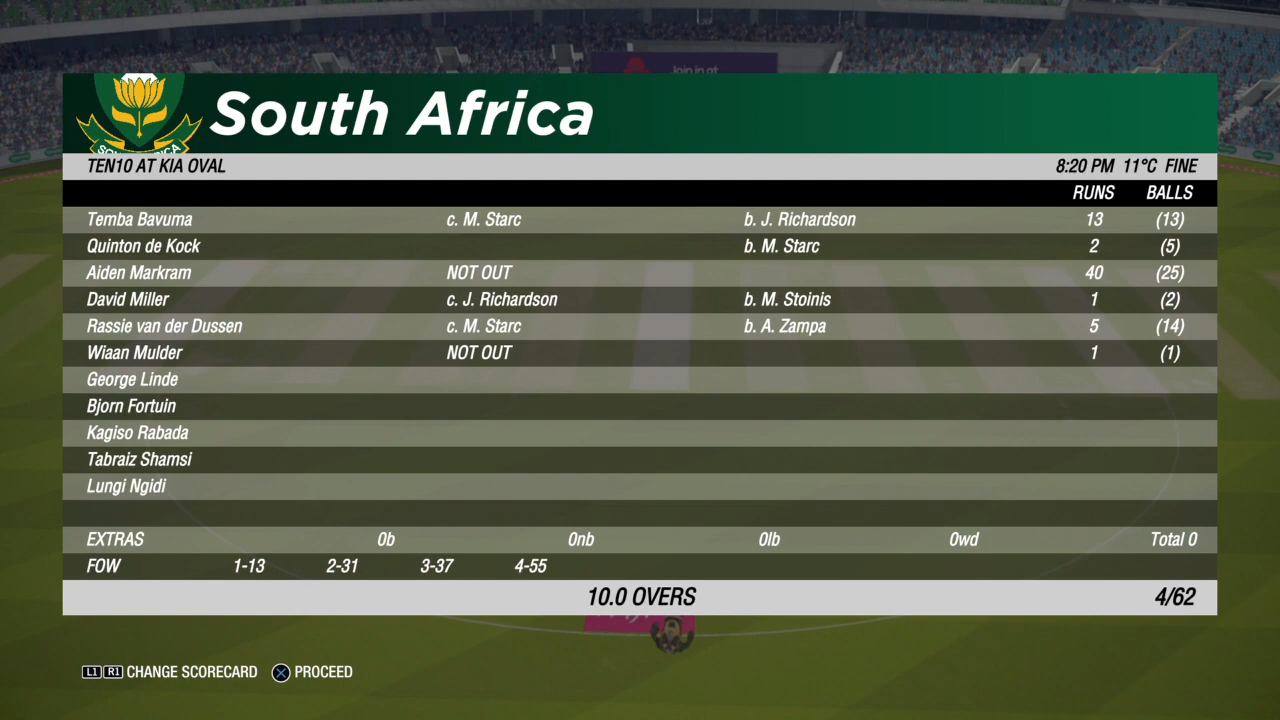 Join in at
South Africa
TEN10 AT KIA OVAL 8:20 PM 11°C FINE
RUNS BALLS
Temba Bavuma c. M. Starc b. J. Richardson 13 (13)
Quinton de Kock b. M. Starc 2 (5)
Aiden Markram NOT OUT 40 (25)
David Miller c. J. Richardson b. M. Stoinis 1 (2)
Rassie van der Dussen c. M. Starc b. A. Zampa 5 (14)
Wiaan Mulder NOT OUT 1 (1)
George Linde
Bjorn Fortuin
Kagiso Rabada
Tabraiz Shamsi
Lungi Ngidi
EXTRAS 0b 0nb 0lb 0wd Total 0
FOW 1-13 2-31 3-37 4-55
10.0 OVERS 4/62
L1 R1 CHANGE SCORECARD PROCEED